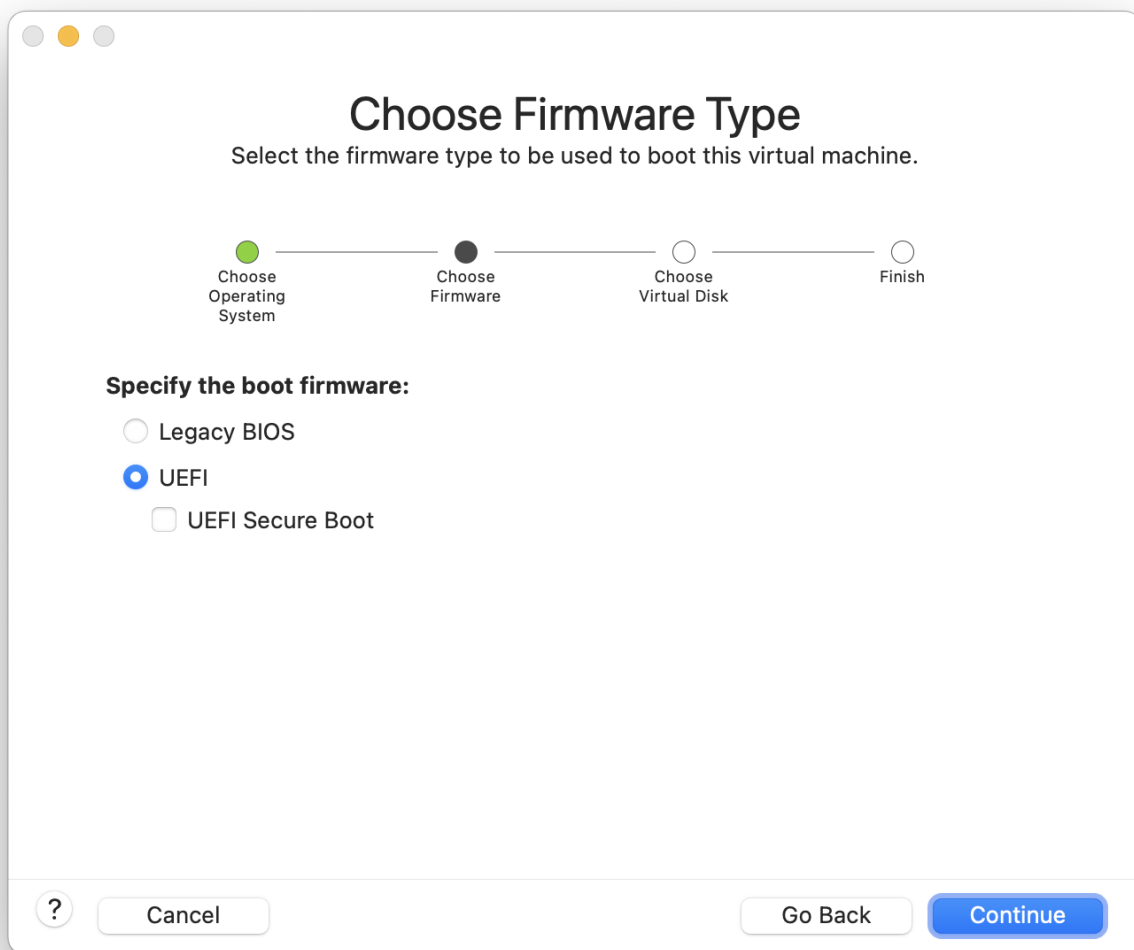 Choose Firmware Type
Select the firmware type to be used to boot this virtual machine.
Choose
Operating
System
Choose
Firmware
Choose
Virtual Disk
Finish
Specify the boot firmware:
Legacy BIOS
UEFI
UEFI Secure Boot
?
Cancel
Go Back
Continue